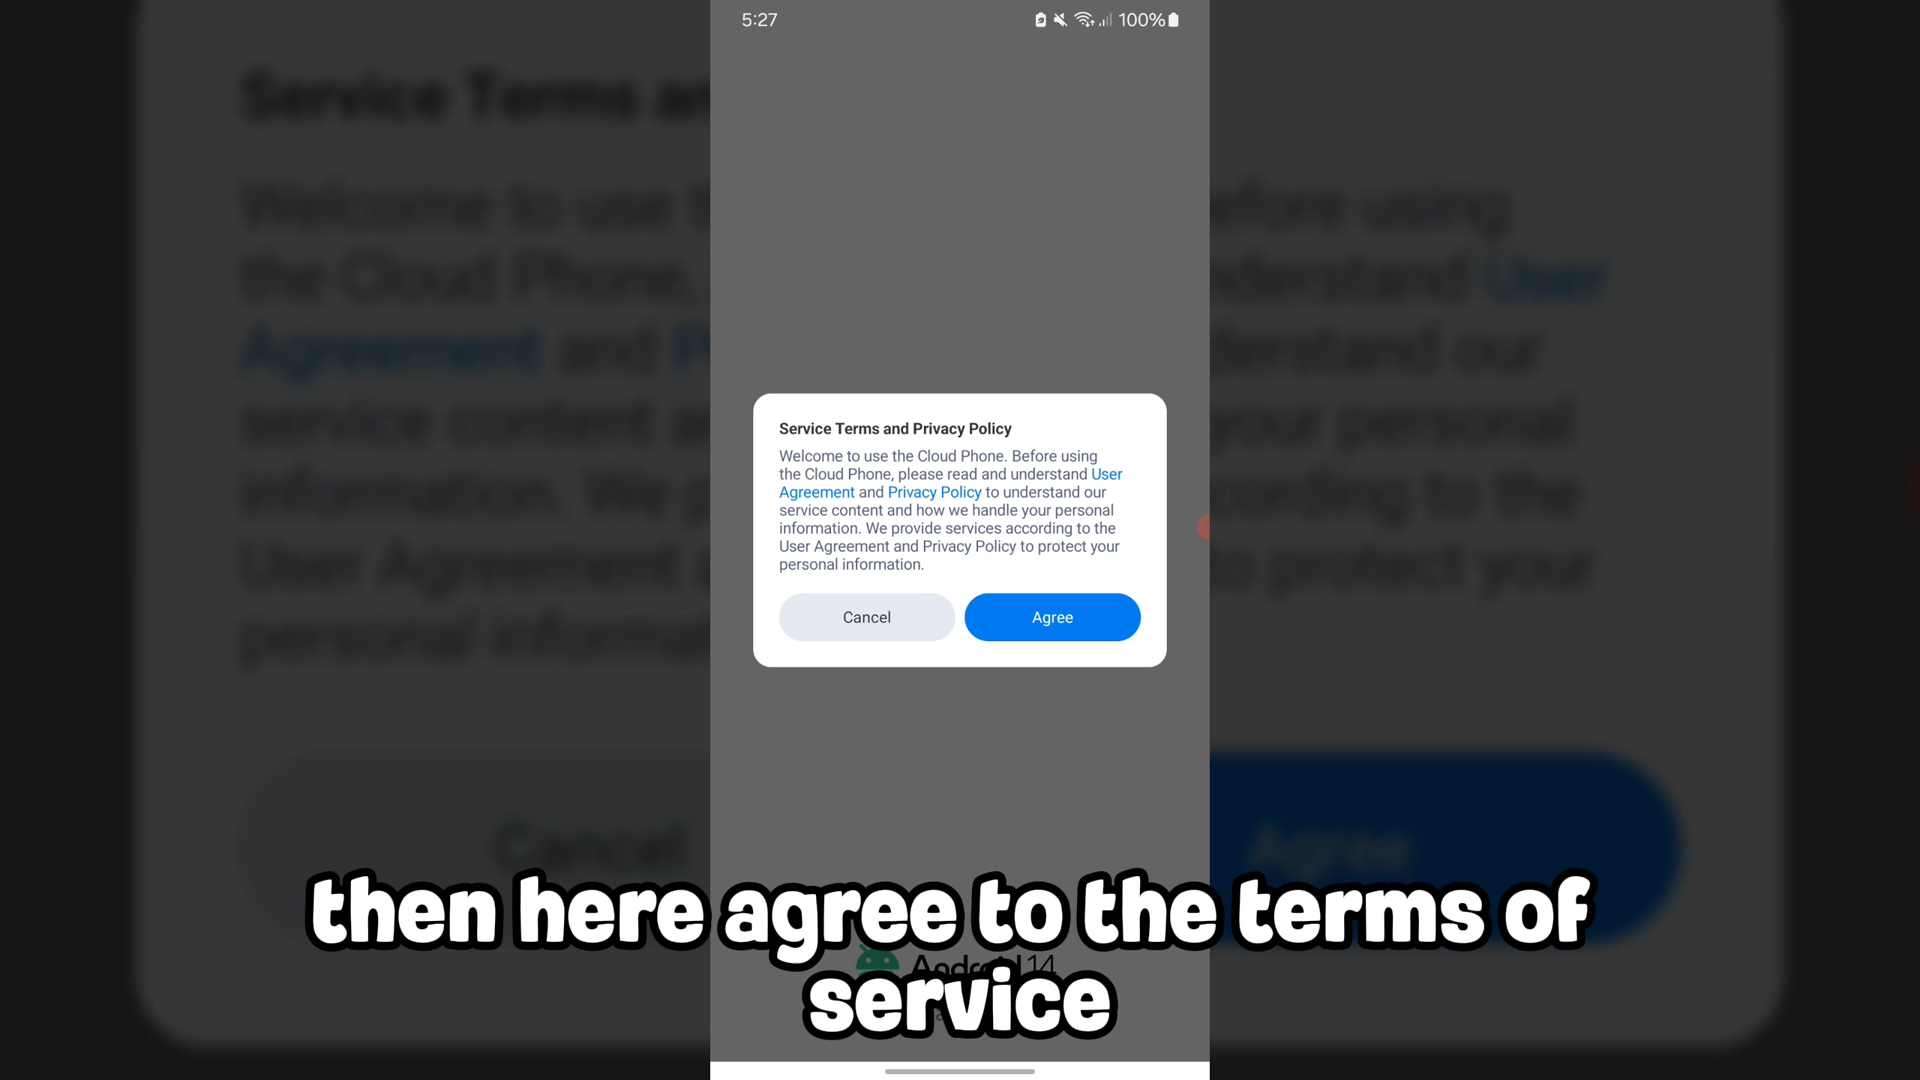 5:27
100%
Service Terms and Privacy Policy
Welcome to use the Cloud Phone. Before using
the Cloud Phone, please read and understand User
Agreement and Privacy Policy to understand our
service content and how we handle your personal
information. We provide services according to the
User Agreement and Privacy Policy to protect your
personal information.
Cancel
Agree
then here agree to the terms of
Android 14
service